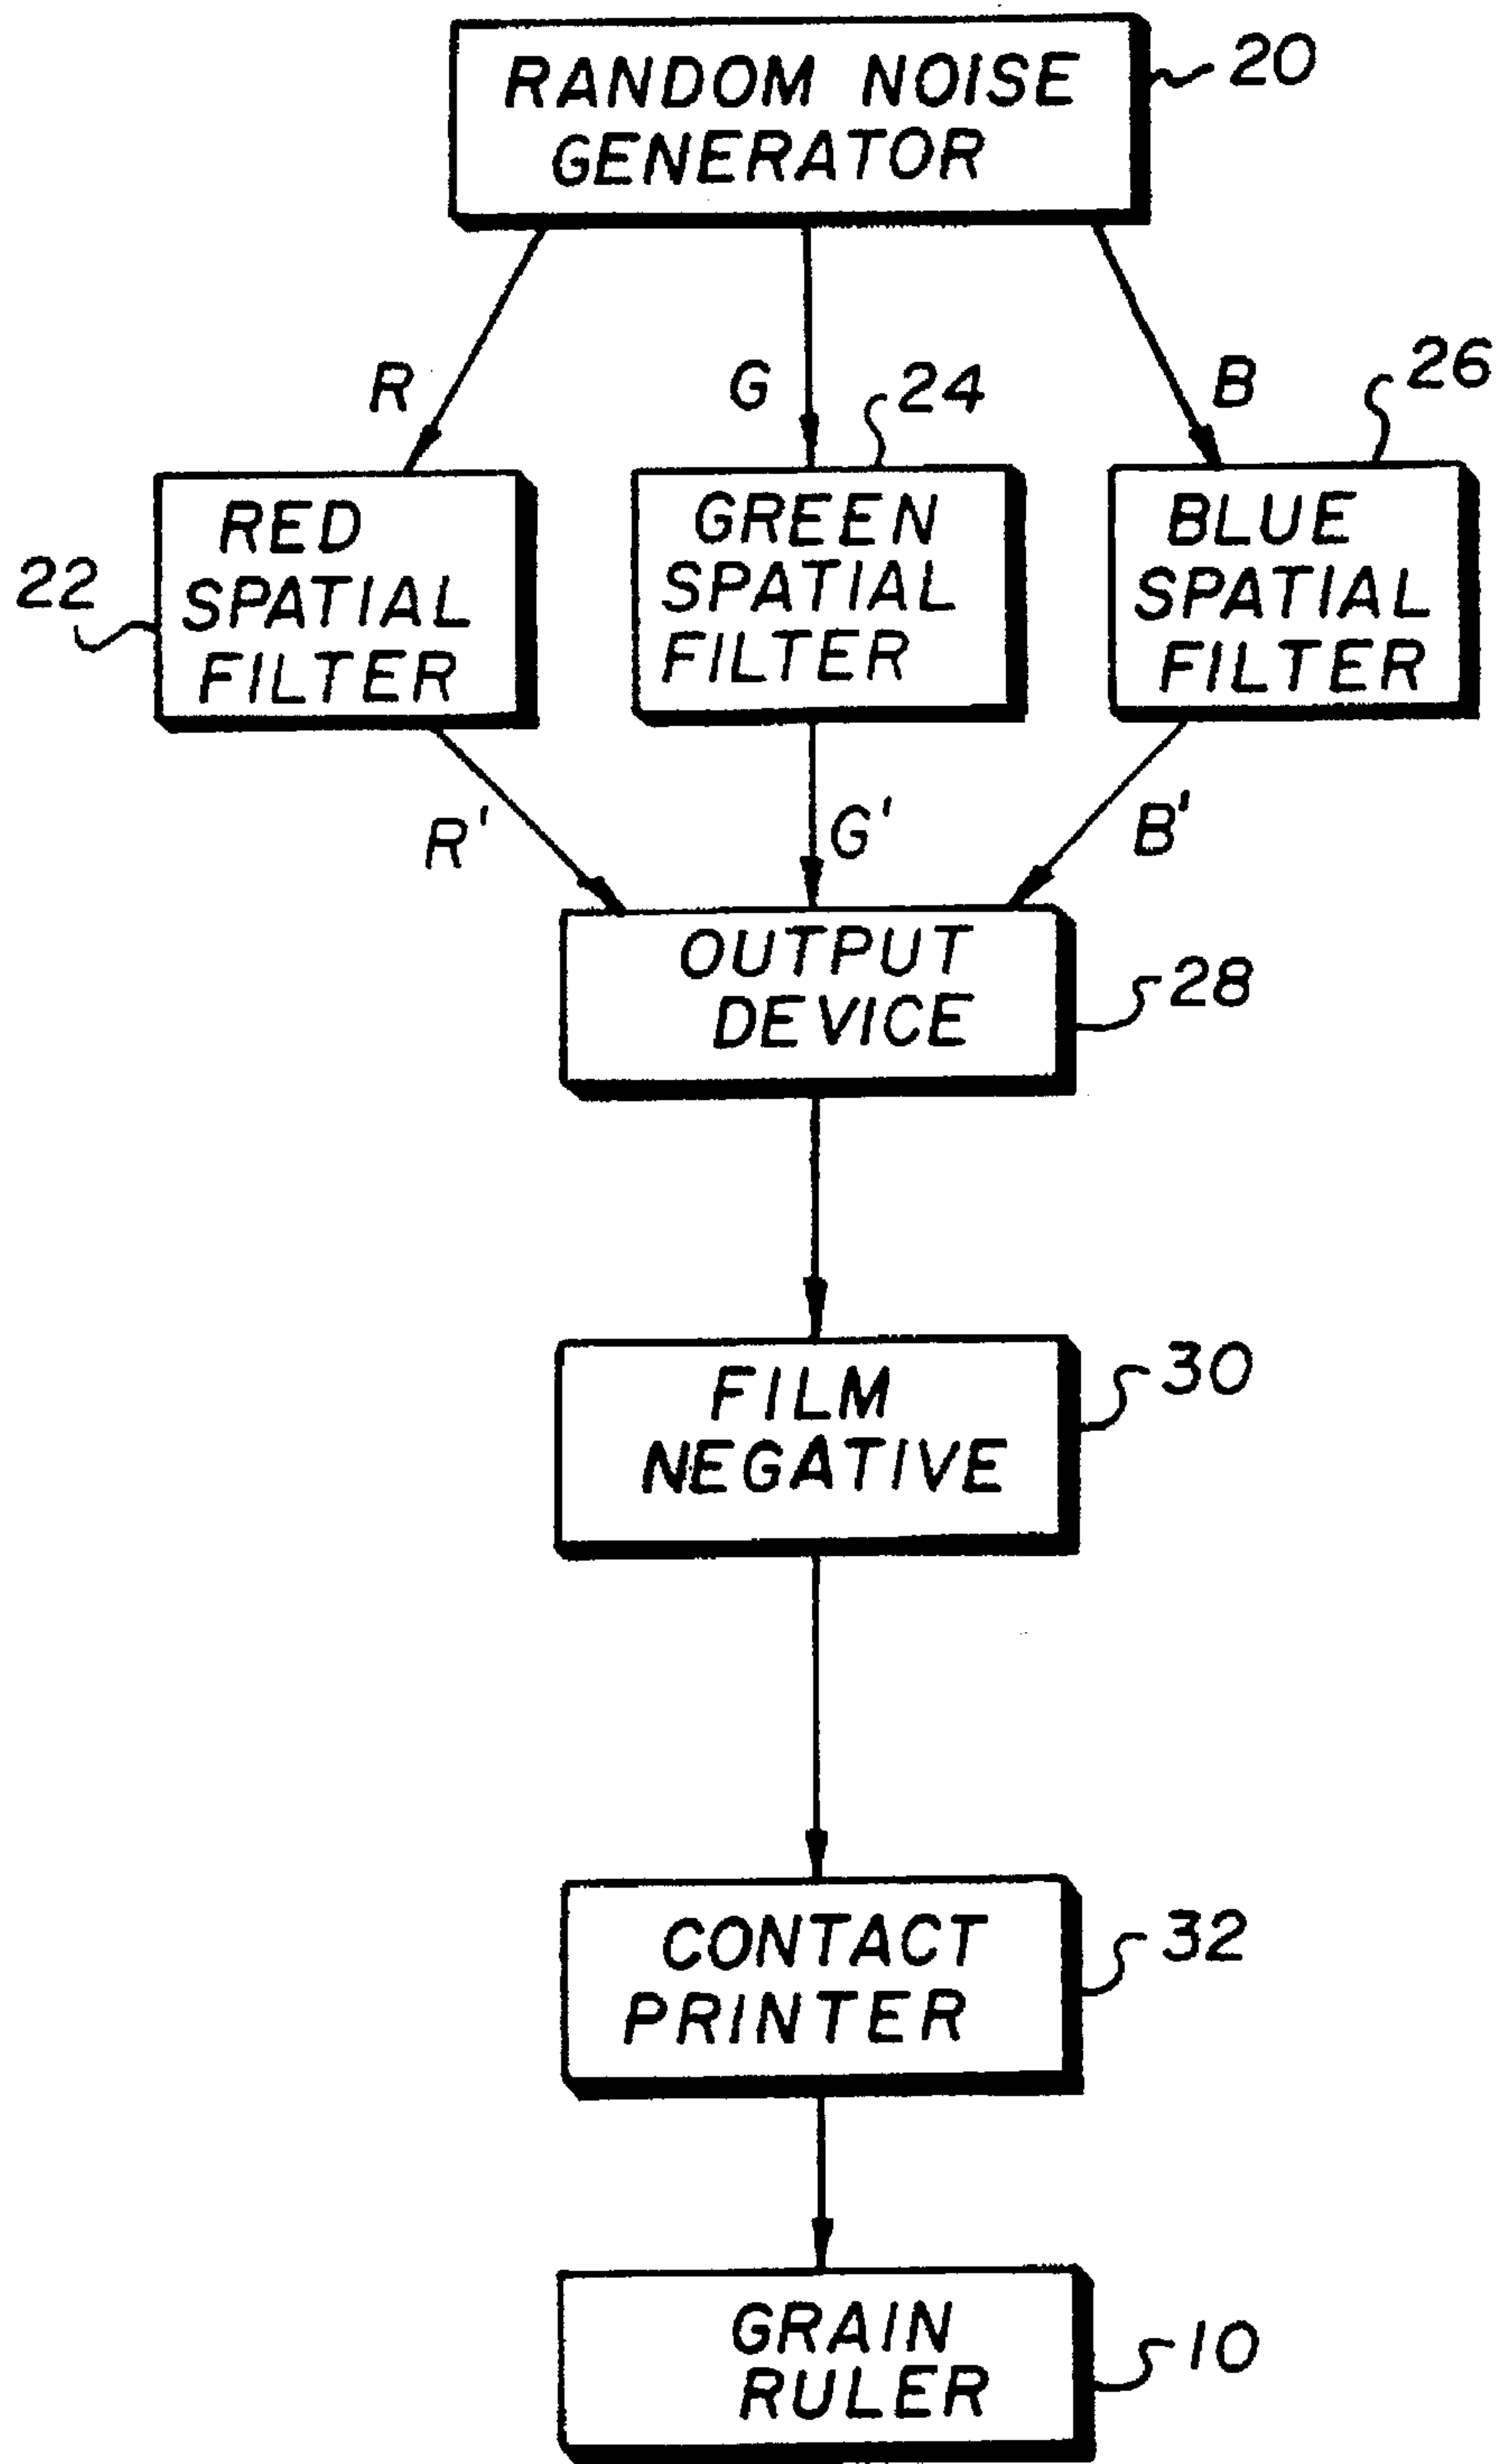 RANDOM NOISE
GENERATOR
20
R
G
24
B
26
22
RED
SPATIAL
FILTER
GREEN
SPATIAL
FILTER
BLUE
SPATIAL
FILTER
R'
G'
B'
OUTPUT
DEVICE
28
FILM
NEGATIVE
30
CONTACT
PRINTER
32
GRAIN
RULER
10